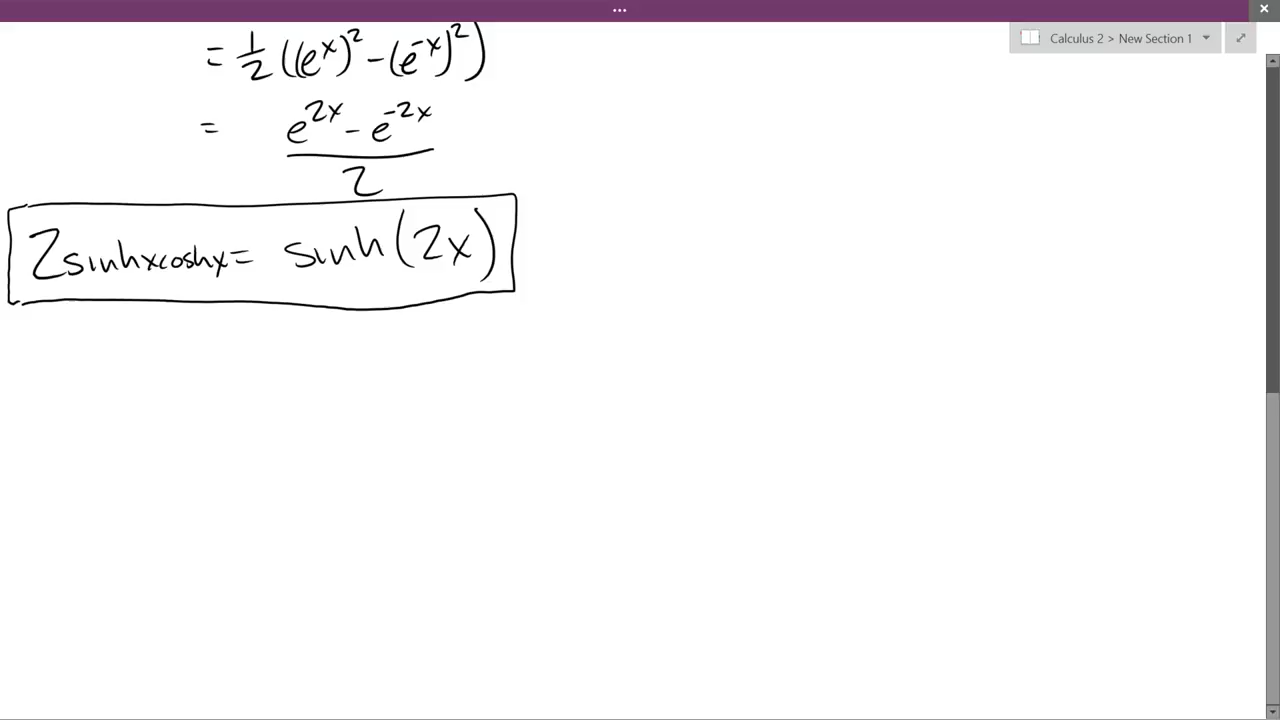 ...
Calculus 2 > New Section 1
= 1/2 ((e^x)^2 - (e^-x)^2)
= (e^2x - e^-2x)/2
2sinhxcoshx = sinh(2x)